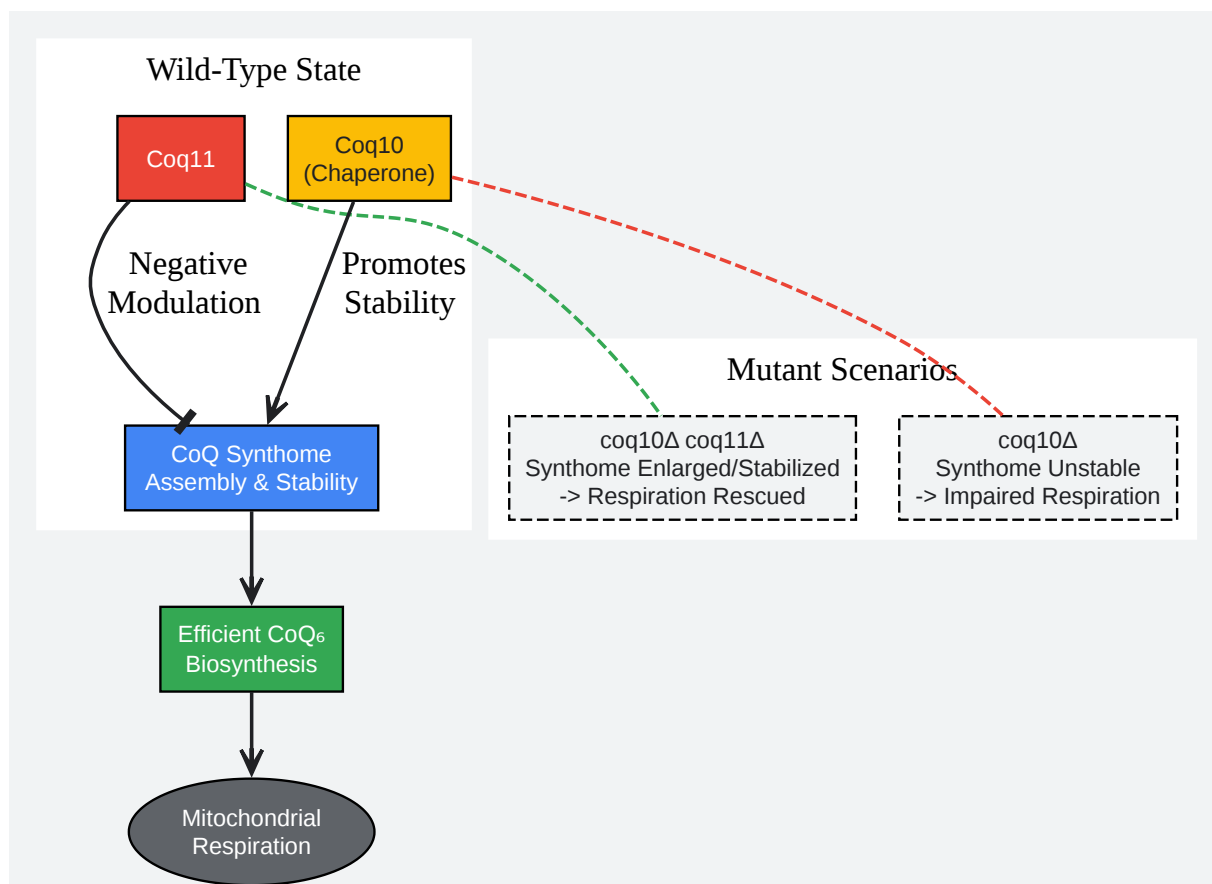 Wild-Type State
Coq11
Coq10
(Chaperone)
Negative
Modulation
Promotes
Stability
CoQ Synthome
Assembly & Stability
Mutant Scenarios
coq10Δ coq11Δ
Synthome Enlarged/Stabilized
-> Respiration Rescued
coq10Δ
Synthome Unstable
-> Impaired Respiration
Efficient CoQ₆
Biosynthesis
Mitochondrial
Respiration